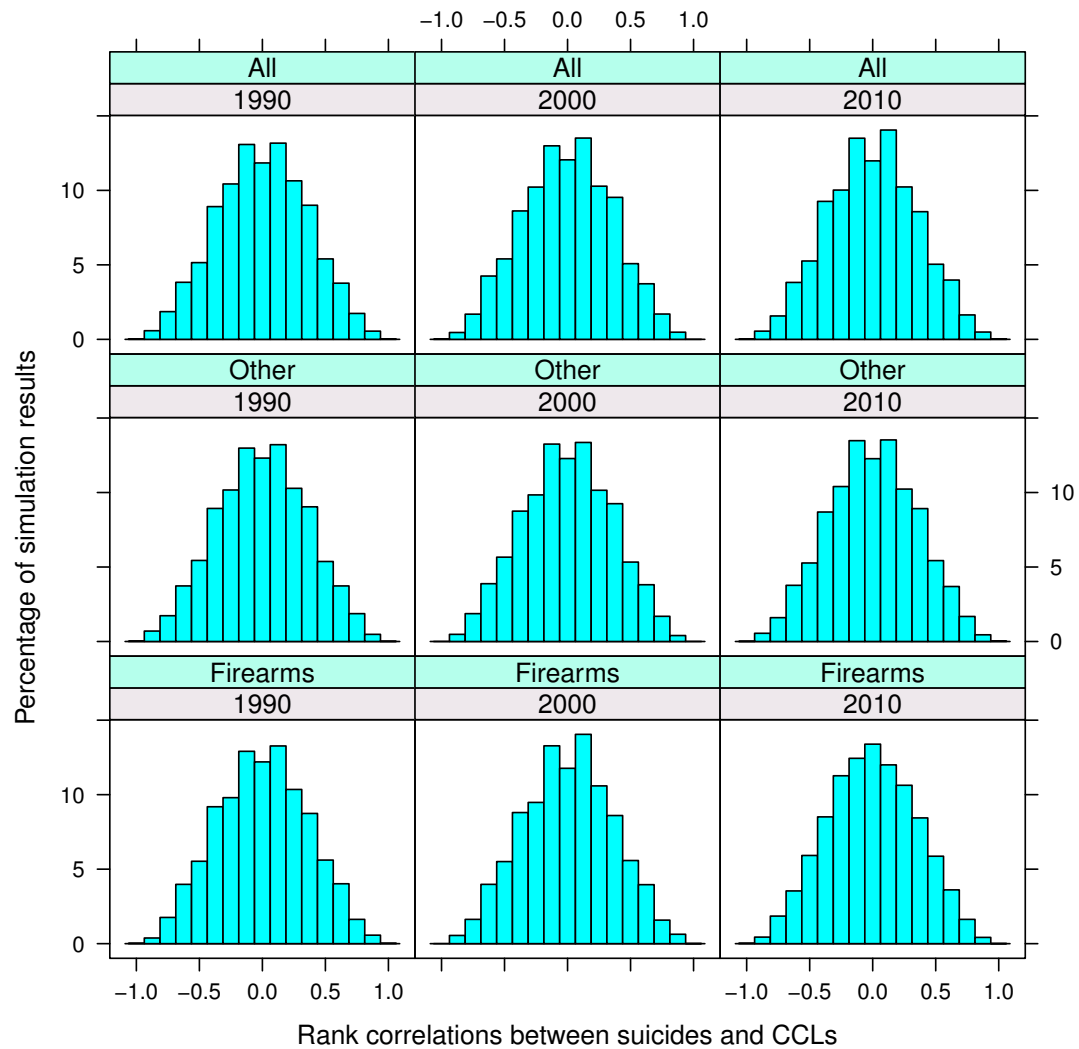 −1.0 −0.5 0.0 0.5 1.0
All All All
1990 2000 2010
10
5
0
Other Other Other
1990 2000 2010
10
5
0
Firearms Firearms Firearms
1990 2000 2010
10
5
0
−1.0 −0.5 0.0 0.5 1.0 −1.0 −0.5 0.0 0.5 1.0
Rank correlations between suicides and CCLs
Percentage of simulation results